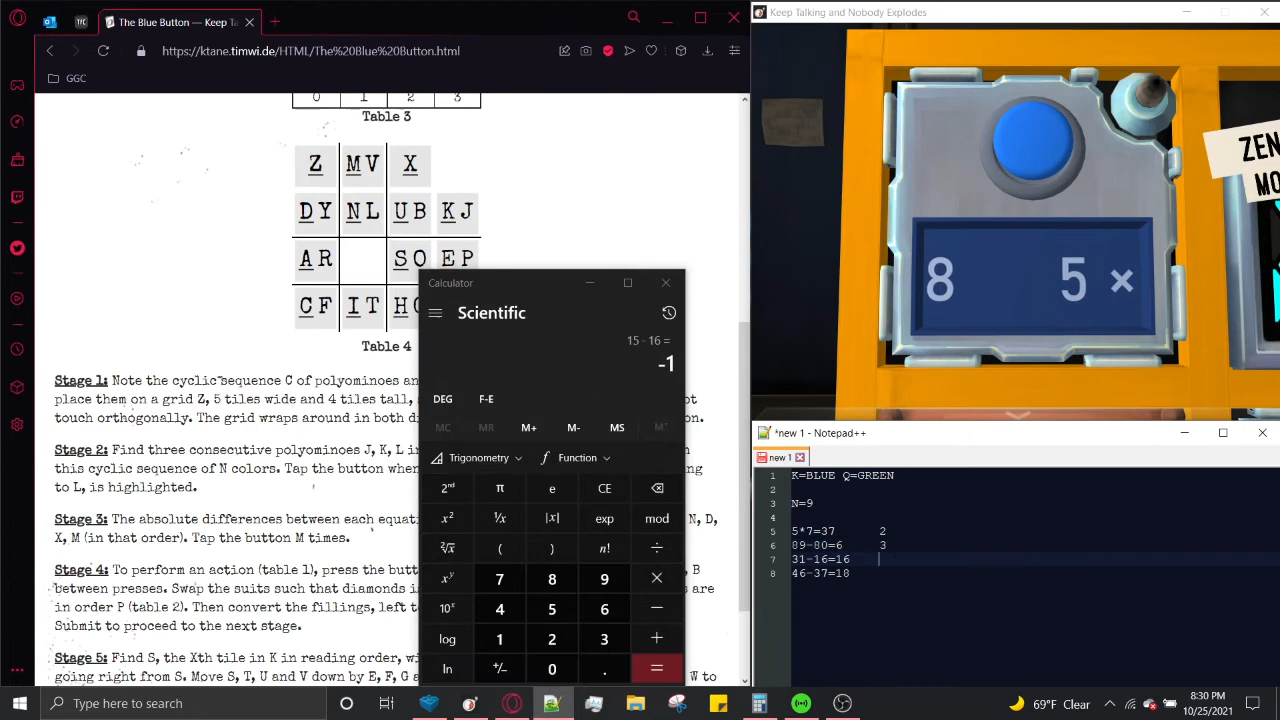 The Blue Button — Keep Ta
https://ktane.timwi.de/HTML/The%20Blue%20Button.html
GGC
0 1 2 3
Table 3
Z MV X
DY NL UB KJ
AR SO EP
CF IT HG
Table 4
Stage 1: Note the cyclic sequence C of polyominoes an
place them on a grid Z, 5 tiles wide and 4 tiles tall,
touch orthogonally. The grid wraps around in both d
Stage 2: Find three consecutive polyominoes J, K, L i
this cyclic sequence of N colors. Tap the button when
to L, is highlighted.
Stage 3: The absolute differences between each equati
X, M (in that order). Tap the button M times.
Stage 4: To perform an action (table 1), press the butt
between presses. Swap the suits such that diamonds i
in order P (table 2). Then convert the fillings, left t
Submit to proceed to the next stage.
Stage 5: Find S, the Xth tile in K in reading order, wi
going right from S. Move S, T, U and V down by E, F, G a
ot
om.
n
ng
N, D,
B
s are
W to
Calculator
Scientific
15 - 16 =
-1
DEG F-E
MC MR M+ M- MS M˅
Trigonometry Function
2ⁿᵈ π e CE
x² ¹/x |x| exp mod
²√x ( ) n! ÷
xʸ 7 8 9 ×
10ˣ 4 5 6 −
log 1 2 3 +
ln +/− 0 . =
Keep Talking and Nobody Explodes
8 5 ×
ZEN
MO
*new 1 - Notepad++
new 1
1 K=BLUE Q=GREEN
2
3 N=9
4
5 5*7=37 2
6 89-80=6 3
7 31-16=16
8 46-37=18
Type here to search
69°F Clear
8:30 PM
10/25/2021